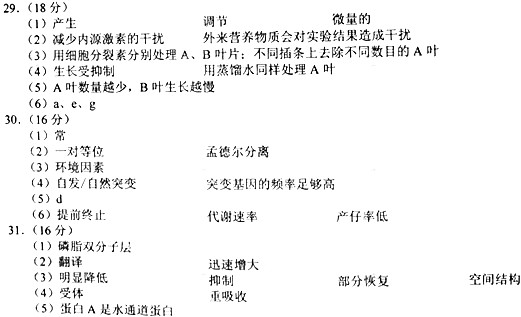 29.(18分)
(1)产生 调节 微量的
(2)减少内源激素的干扰 外来营养物质会对实验结果造成干扰
(3)用细胞分裂素分别处理A、B叶片;不同插条上去除不同数目的A叶
(4)生长受抑制 用蒸馏水同样处理A叶
(5)A叶数量越少,B叶生长越慢
(6)a、e、g
30.(16分)
(1)常
(2)一对等位 孟德尔分离
(3)环境因素
(4)自发/自然突变 突变基因的频率足够高
(5)d
(6)提前终止 代谢速率 产仔率低
31.(16分)
(1)磷脂双分子层
(2)翻译 迅速增大
(3)明显降低 抑制 部分恢复 空间结构
(4)受体 重吸收
(5)蛋白A是水通道蛋白